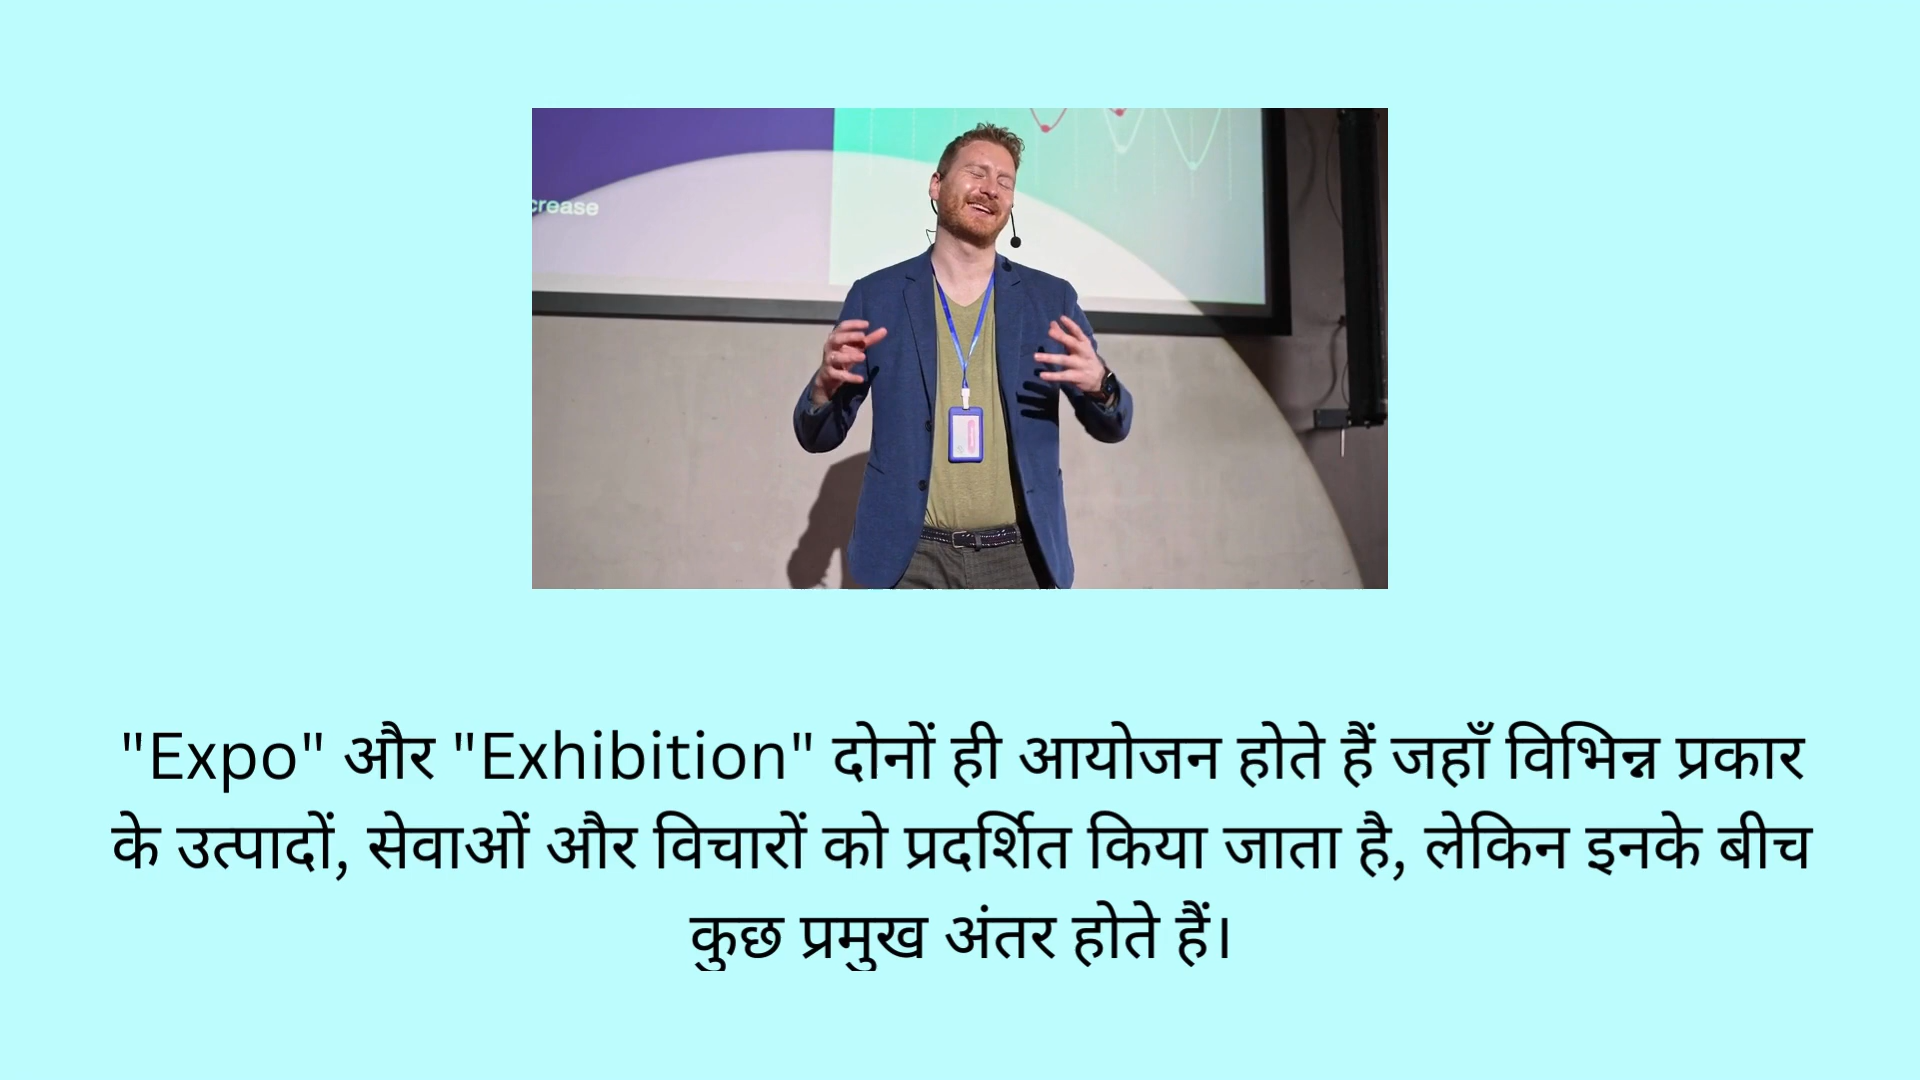 crease
"Expo" और "Exhibition" दोनों ही आयोजन होते हैं जहाँ विभिन्न प्रकार
के उत्पादों, सेवाओं और विचारों को प्रदर्शित किया जाता है, लेकिन इनके बीच
कुछ प्रमुख अंतर होते हैं।